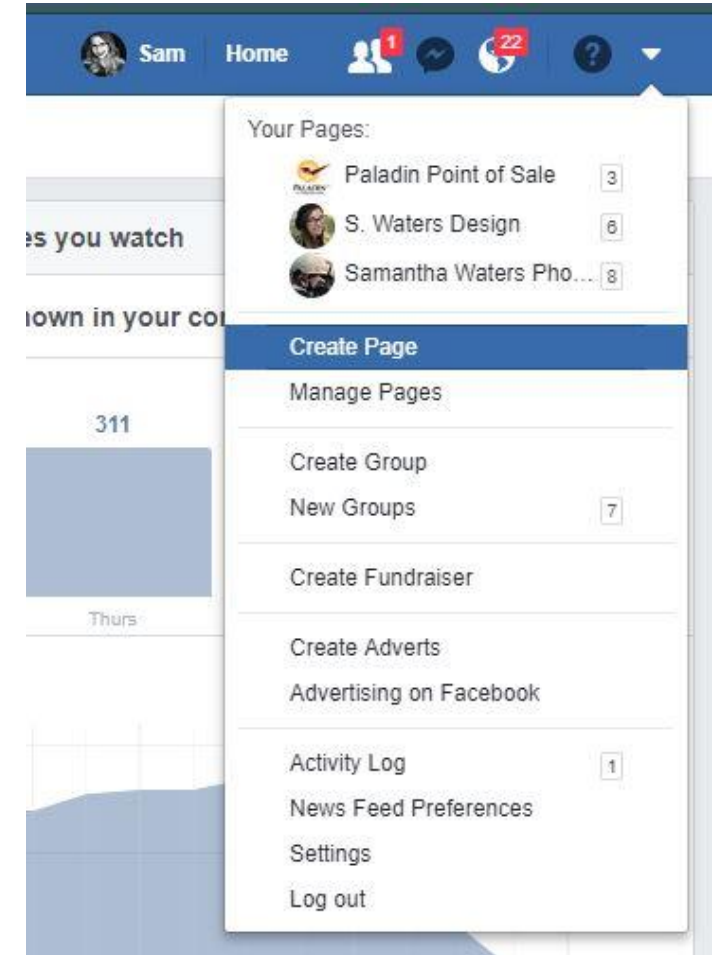 Sam Home 1 22 ?
Your Pages:
Paladin Point of Sale 3
S. Waters Design 6
Samantha Waters Pho... 8
es you watch
own in your cor
Create Page
Manage Pages
311
Create Group
New Groups 7
Create Fundraiser
Thurs
Create Adverts
Advertising on Facebook
Activity Log 1
News Feed Preferences
Settings
Log out